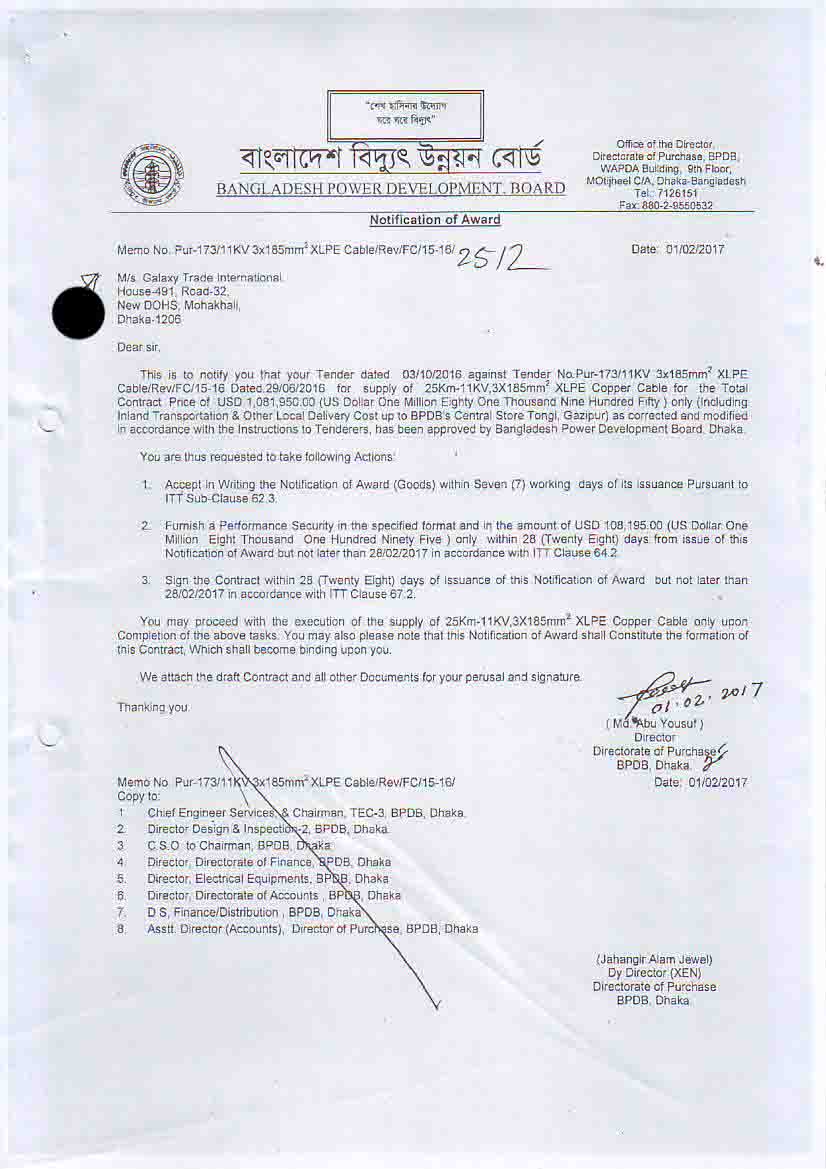 "শেখ হাসিনার উদ্যোগ
ঘরে ঘরে বিদ্যুৎ"
বাংলাদেশ বিদ্যুৎ উন্নয়ন বোর্ড
BANGLADESH POWER DEVELOPMENT. BOARD
Office of the Director,
Directorate of Purchase, BPDB,
WAPDA Building, 9th Floor,
MOtijheel C/A, Dhaka-Bangladesh
Tel.: 7126151
Fax: 880-2-9550532
Notification of Award
Memo No. Pur-173/11KV 3x185mm² XLPE Cable/Rev/FC/15-16/ 2512 Date: 01/02/2017
M/s. Galaxy Trade International.
House-491, Road-32,
New DOHS, Mohakhali,
Dhaka-1206
Dear sir,
This is to notify you that your Tender dated 03/10/2016 against Tender No.Pur-173/11KV 3x185mm² XLPE
Cable/Rev/FC/15-16 Dated.29/06/2016 for supply of 25Km-11KV,3X185mm² XLPE Copper Cable for the Total
Contract Price of USD 1,081,950.00 (US Dollar One Million Eighty One Thousand Nine Hundred Fifty ) only (Including
Inland Transportation & Other Local Delivery Cost up to BPDB's Central Store Tongi, Gazipur) as corrected and modified
in accordance with the Instructions to Tenderers, has been approved by Bangladesh Power Development Board, Dhaka.
You are thus requested to take following Actions:
1. Accept in Writing the Notification of Award (Goods) within Seven (7) working days of its issuance Pursuant to
ITT Sub-Clause 62.3.
2. Furnish a Performance Security in the specified format and in the amount of USD 108,195.00 (US Dollar One
Million Eight Thousand One Hundred Ninety Five ) only within 28 (Twenty Eight) days from issue of this
Notification of Award but not later than 28/02/2017 in accordance with ITT Clause 64.2.
3. Sign the Contract within 28 (Twenty Eight) days of issuance of this Notification of Award but not later than
28/02/2017 in accordance with ITT Clause 67.2.
You may proceed with the execution of the supply of 25Km-11KV,3X185mm² XLPE Copper Cable only upon
Completion of the above tasks. You may also please note that this Notification of Award shall Constitute the formation of
this Contract, Which shall become binding upon you.
We attach the draft Contract and all other Documents for your perusal and signature.
Thanking you.
01.02.2017
( Md. Abu Yousuf )
Director
Directorate of Purchase
BPDB, Dhaka.
Memo No. Pur-173/11KV 3x185mm² XLPE Cable/Rev/FC/15-16/ Date: 01/02/2017
Copy to:
1 Chief Engineer Services, & Chairman, TEC-3, BPDB, Dhaka.
2. Director Design & Inspection-2, BPDB, Dhaka.
3 C.S.O to Chairman, BPDB, Dhaka
4. Director, Directorate of Finance, BPDB, Dhaka
5. Director, Electrical Equipments, BPDB, Dhaka
6. Director, Directorate of Accounts , BPDB, Dhaka
7. D S, Finance/Distribution , BPDB, Dhaka
8. Asstt. Director (Accounts), Director of Purchase, BPDB, Dhaka
(Jahangir Alam Jewel)
Dy Director (XEN)
Directorate of Purchase
BPDB, Dhaka.